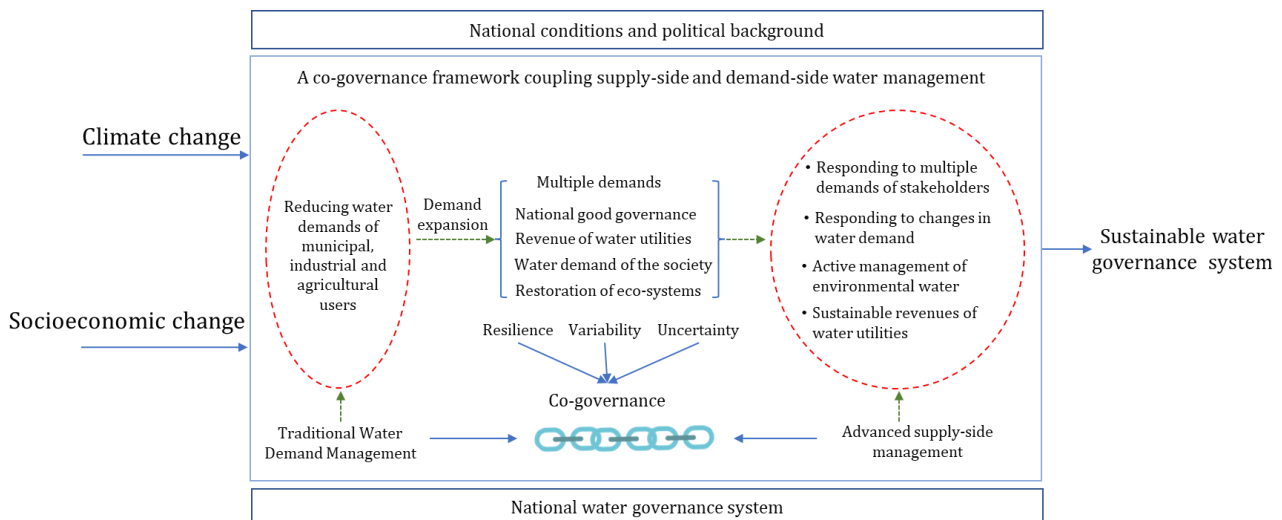 National conditions and political background
A co-governance framework coupling supply-side and demand-side water management
Climate change
Socioeconomic change
Reducing water
demands of
municipal,
industrial and
agricultural
users
Demand
expansion
Multiple demands
National good governance
Revenue of water utilities
Water demand of the society
Restoration of eco-systems
• Responding to multiple
demands of stakeholders
• Responding to changes in
water demand
• Active management of
environmental water
• Sustainable revenues of
water utilities
Sustainable water
governance system
Resilience Variability Uncertainty
Co-governance
Traditional Water
Demand Management
Advanced supply-side
management
National water governance system